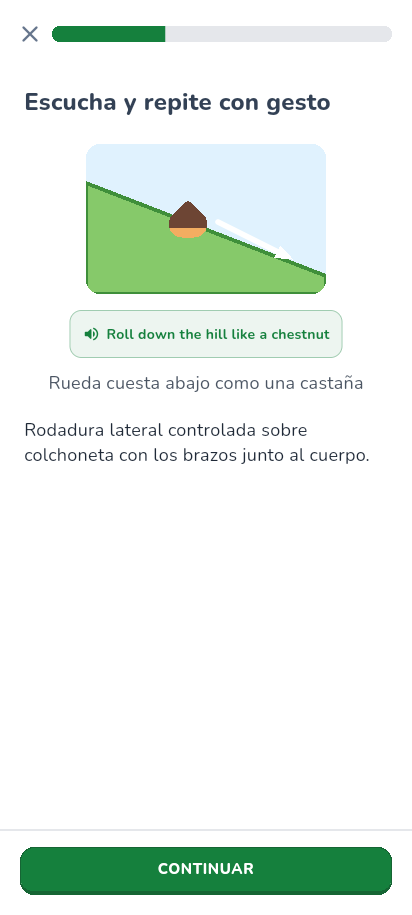 Escucha y repite con gesto
Roll down the hill like a chestnut
Rueda cuesta abajo como una castaña
Rodadura lateral controlada sobre
colchoneta con los brazos junto al cuerpo.
CONTINUAR